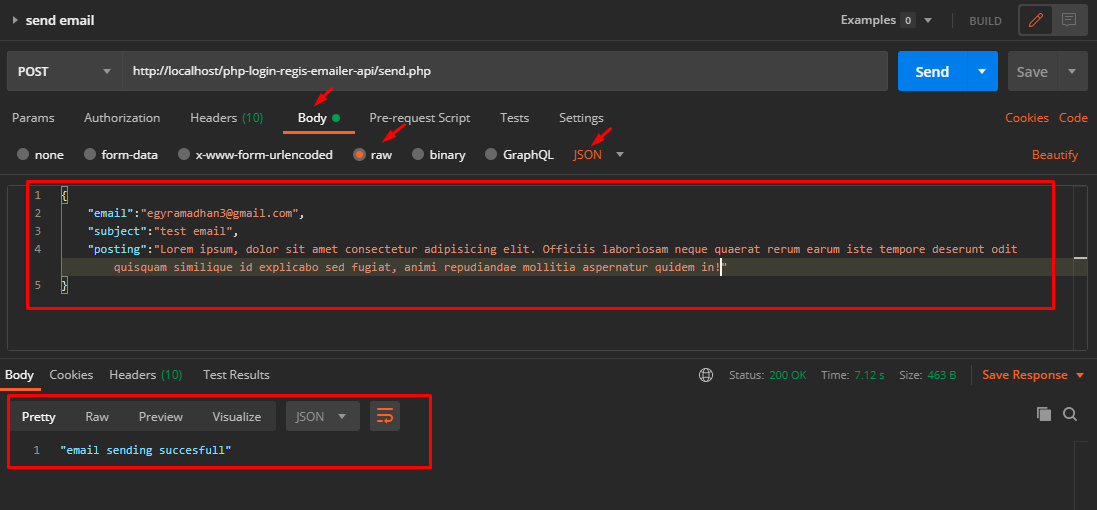 send email
Examples 0
BUILD
POST
http://localhost/php-login-regis-emailer-api/send.php
Send
Save
Params Authorization Headers (10) Body Pre-request Script Tests Settings Cookies Code
none form-data x-www-form-urlencoded raw binary GraphQL JSON Beautify
1 {
2 "email":"egyramadhan3@gmail.com",
3 "subject":"test email",
4 "posting":"Lorem ipsum, dolor sit amet consectetur adipisicing elit. Officiis laboriosam neque quaerat rerum earum iste tempore deserunt odit
quisquam similique id explicabo sed fugiat, animi repudiandae mollitia aspernatur quidem in!"
5 }
Body Cookies Headers (10) Test Results Status: 200 OK Time: 7.12 s Size: 463 B Save Response
Pretty Raw Preview Visualize JSON
1 "email sending succesfull"